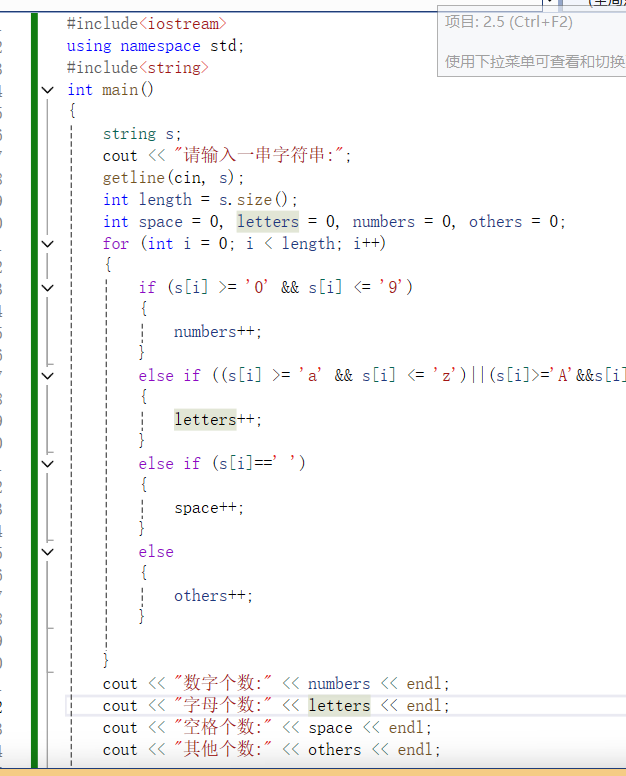 (全局
项目: 2.5 (Ctrl+F2)
使用下拉菜单可查看和切换
#include<iostream>
using namespace std;
#include<string>
int main()
{
string s;
cout << "请输入一串字符串:";
getline(cin, s);
int length = s.size();
int space = 0, letters = 0, numbers = 0, others = 0;
for (int i = 0; i < length; i++)
{
if (s[i] >= '0' && s[i] <= '9')
{
numbers++;
}
else if ((s[i] >= 'a' && s[i] <= 'z')||(s[i]>='A'&&s[i]
{
letters++;
}
else if (s[i]==' ')
{
space++;
}
else
{
others++;
}
}
cout << "数字个数:" << numbers << endl;
cout << "字母个数:" << letters << endl;
cout << "空格个数:" << space << endl;
cout << "其他个数:" << others << endl;